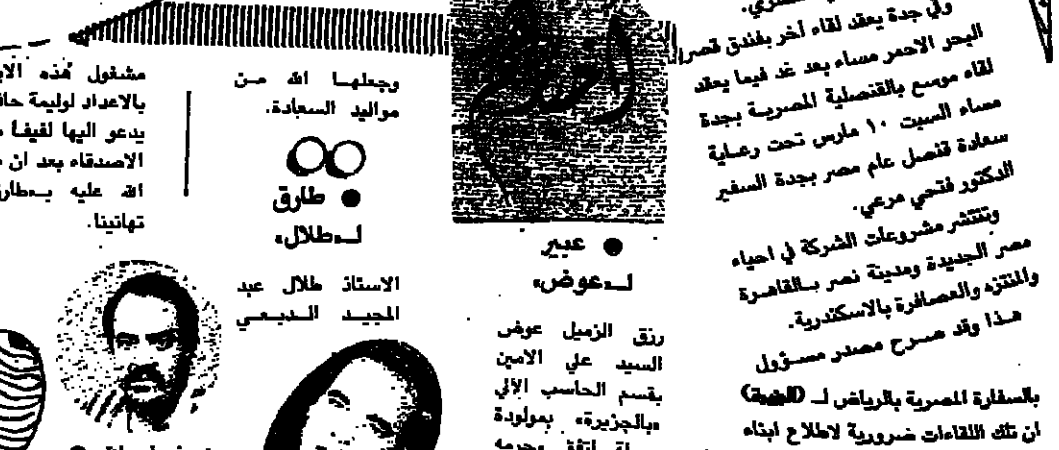 وفي جدة يعقد لقاء أخر بفندق قصر
البحر الاحمر مساء بعد غد فيما يعقد
لقاء موسع بالقنصلية المصرية بجدة
مساء السبت ١٠ مارس تحت رعاية
سعادة قنصل عام مصر بجدة السفير
الدكتور فتحي مرعي.
وتنتشر مشروعات الشركة في احياء
مصر الجديدة ومدينة نصر بالقاهرة
والمنتزه والعصافرة بالاسكندرية.
هذا وقد صرح مصدر مسؤول
بالسفارة المصرية بالرياض لـ (الجزيرة)
ان تلك اللقاءات ضرورية لاطلاع ابناء
● عبير
لـ«عوض»
رزق الزميل عوض
السيد علي الامين
بقسم الحاسب الآلي
«بالجزيرة» بمولودة
وجعلها الله من
مواليد السعادة.
● طارق
لـ«طلال»
الاستاذ طلال عبد
المجيد الدبيعي
مشغول هذه
بالاعداد لوليمة
يدعو اليها لفيفا
الاصدقاء بعد ان
الله عليه بـ«طارق
تهانينا.